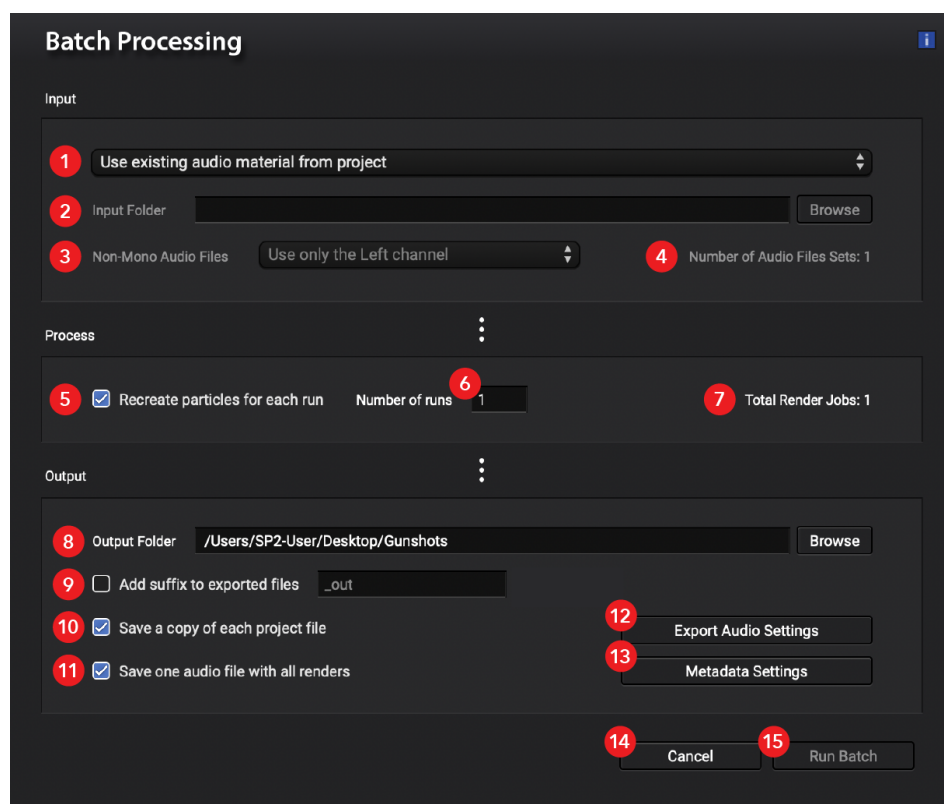 Batch Processing
i
Input
1 Use existing audio material from project
2 Input Folder Browse
3 Non-Mono Audio Files Use only the Left channel 4 Number of Audio Files Sets: 1
Process
5 Recreate particles for each run Number of runs 6 1 7 Total Render Jobs: 1
Output
8 Output Folder /Users/SP2-User/Desktop/Gunshots Browse
9 Add suffix to exported files _out
10 Save a copy of each project file 12 Export Audio Settings
11 Save one audio file with all renders 13 Metadata Settings
14 Cancel 15 Run Batch